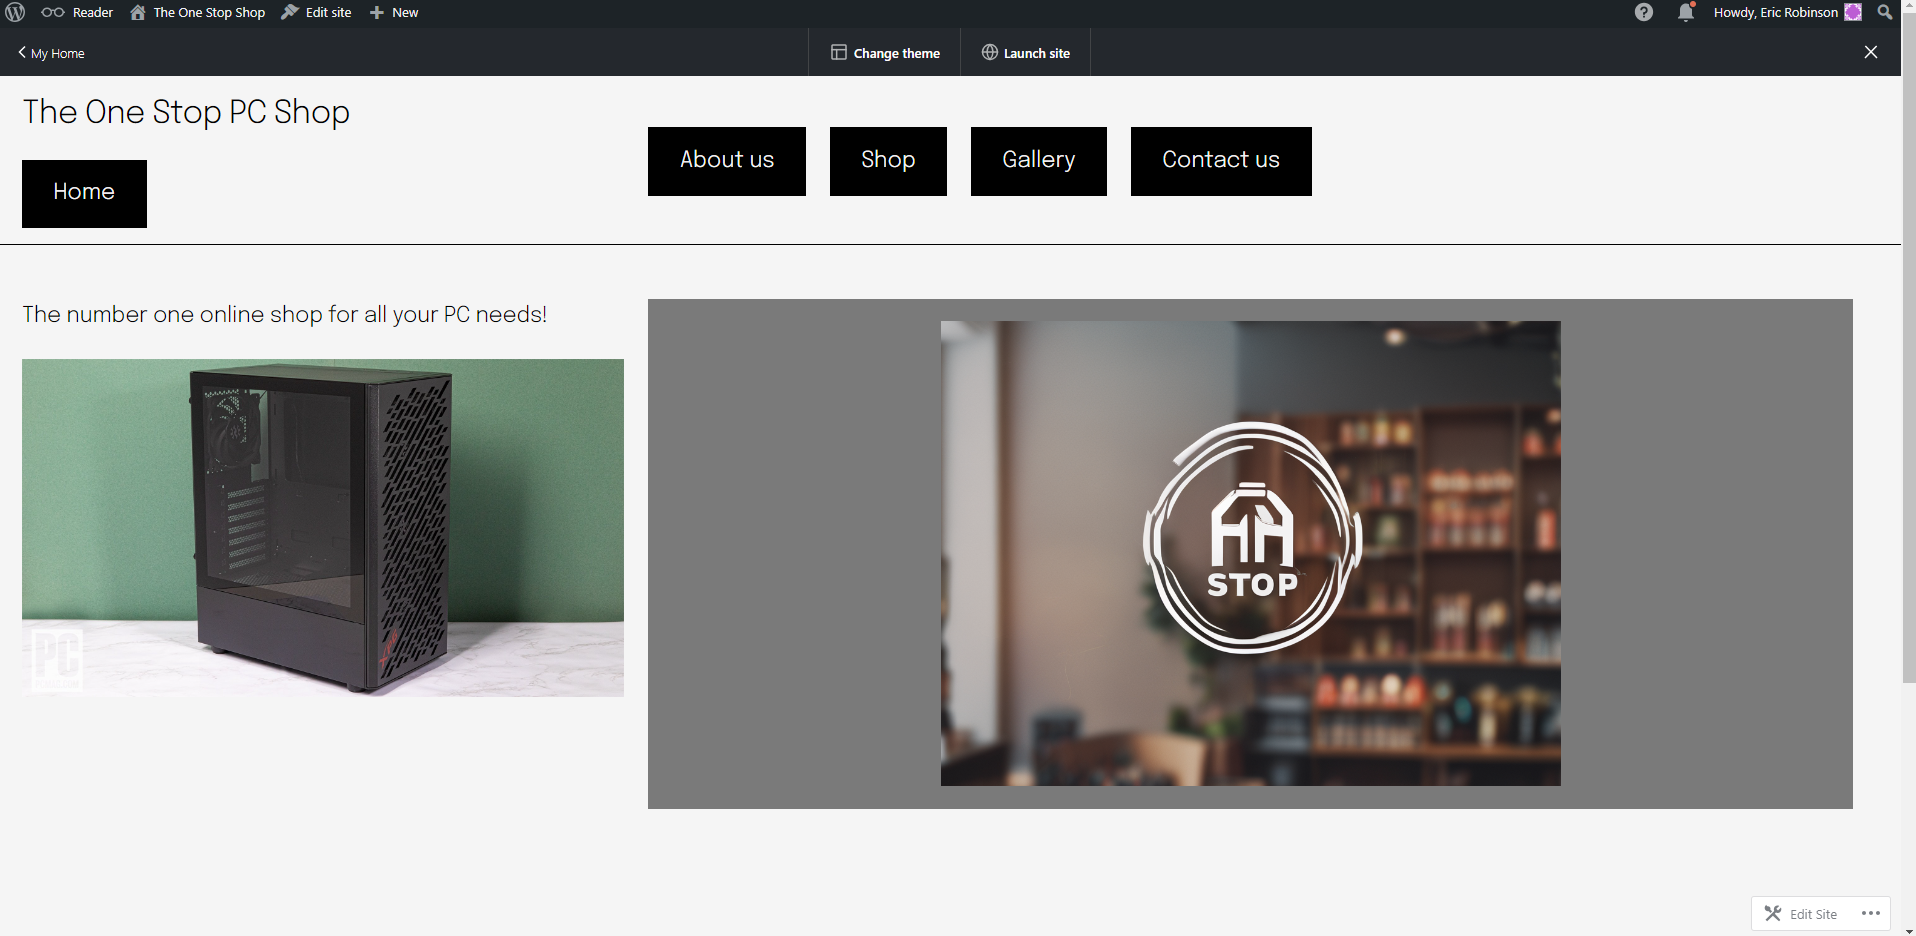 Reader
The One Stop Shop
Edit site
New
Howdy, Eric Robinson
My Home
Change theme
Launch site
The One Stop PC Shop
Home
About us
Shop
Gallery
Contact us
The number one online shop for all your PC needs!
PC
STOP
Edit Site